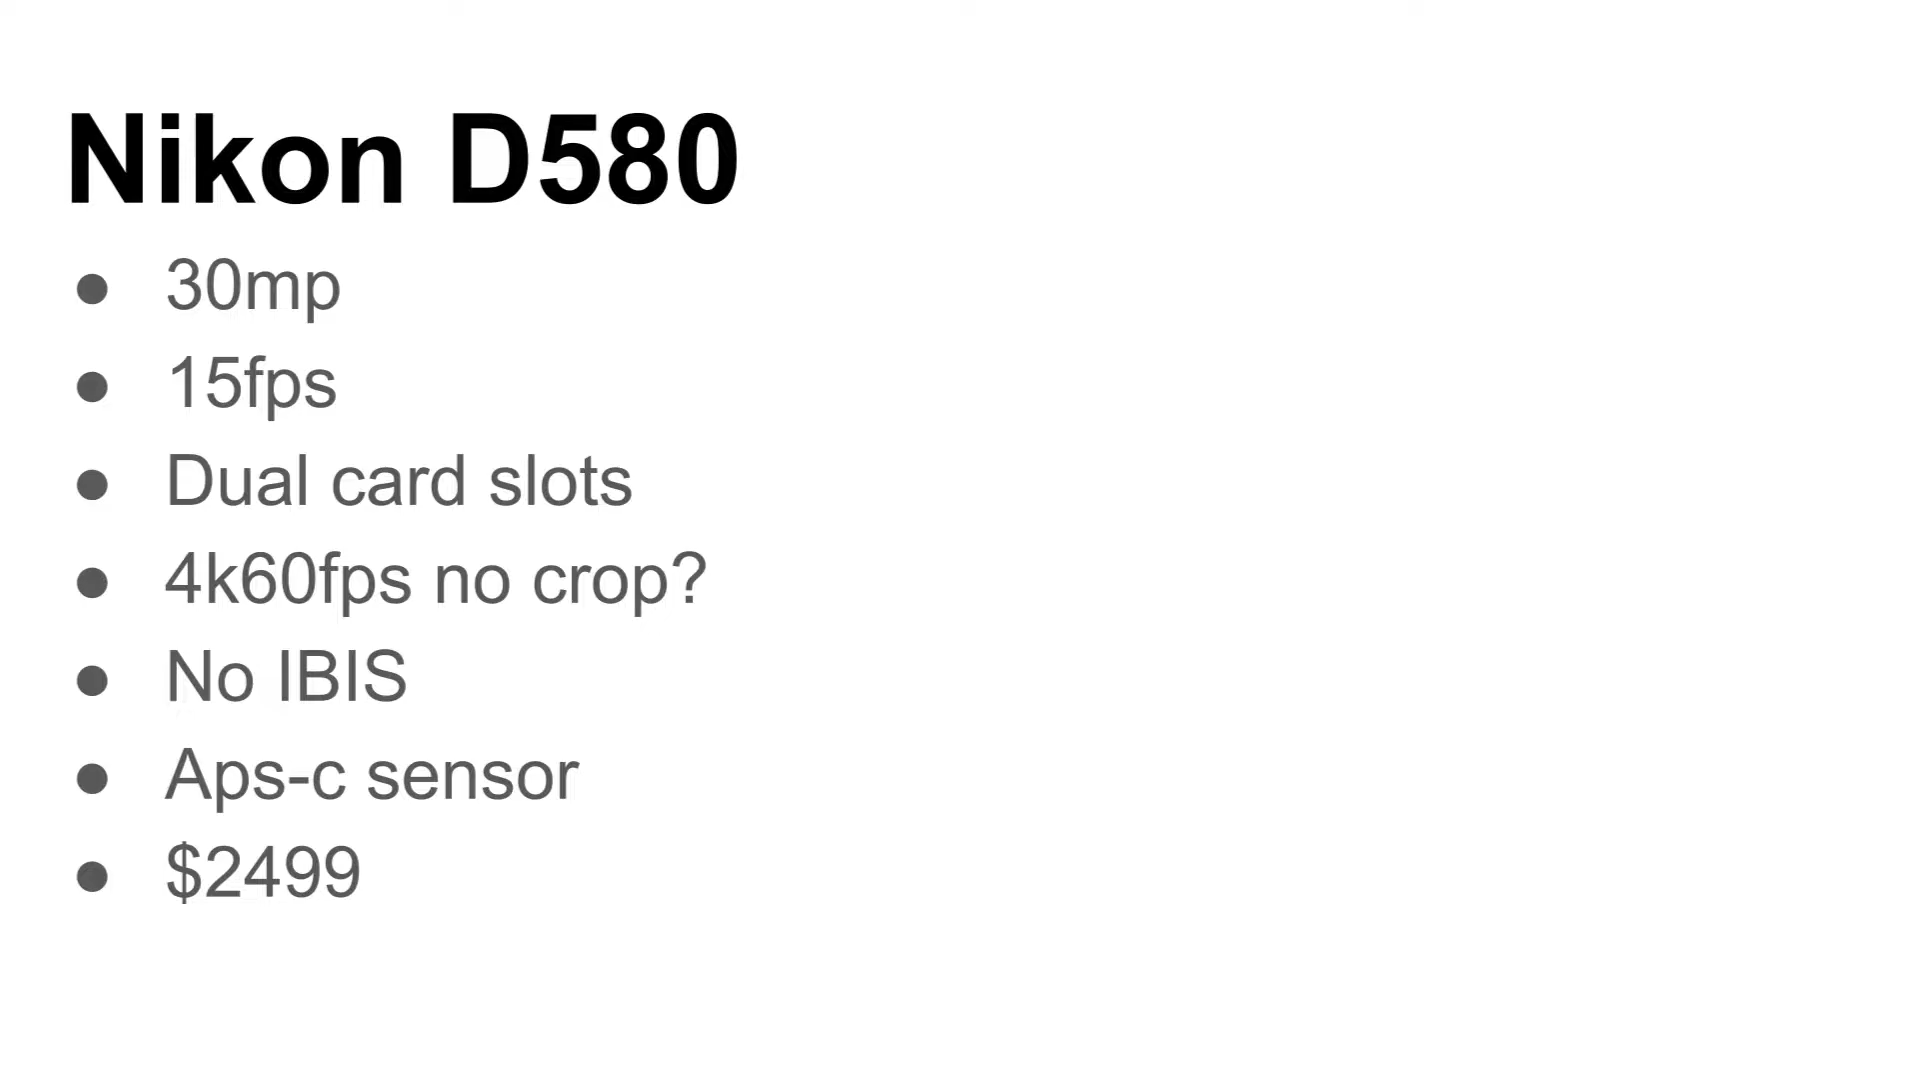 Nikon D580
● 30mp
● 15fps
● Dual card slots
● 4k60fps no crop?
● No IBIS
● Aps-c sensor
● $2499